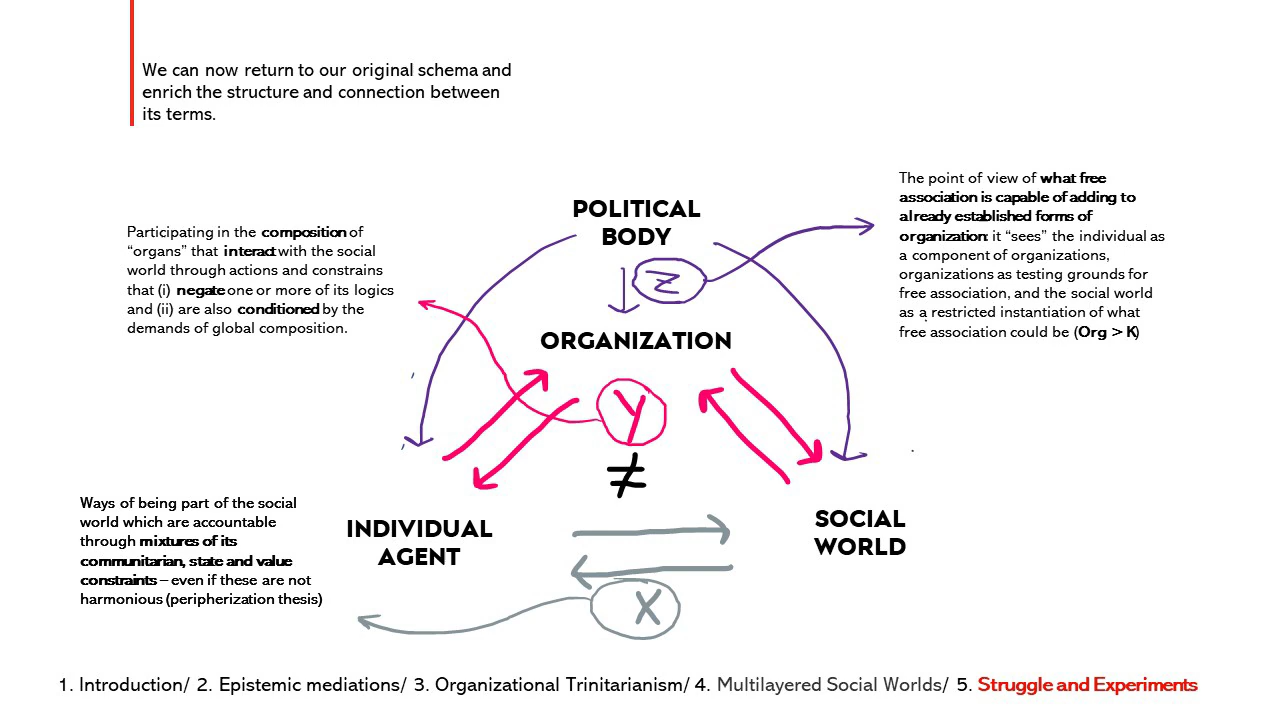 We can now return to our original schema and
enrich the structure and connection between
its terms.
The point of view of what free
association is capable of adding to
already established forms of
organization: it “sees” the individual as
a component of organizations,
organizations as testing grounds for
free association, and the social world
as a restricted instantiation of what
free association could be (Org > K)
POLITICAL
BODY
Participating in the composition of
“organs” that interact with the social
world through actions and constrains
that (i) negate one or more of its logics
and (ii) are also conditioned by the
demands of global composition.
Z
ORGANIZATION
Y
≠
Ways of being part of the social
world which are accountable
through mixtures of its
communitarian, state and value
constraints – even if these are not
harmonious (peripherization thesis)
INDIVIDUAL
AGENT
SOCIAL
WORLD
X
1. Introduction/ 2. Epistemic mediations/ 3. Organizational Trinitarianism/ 4. Multilayered Social Worlds/ 5. Struggle and Experiments